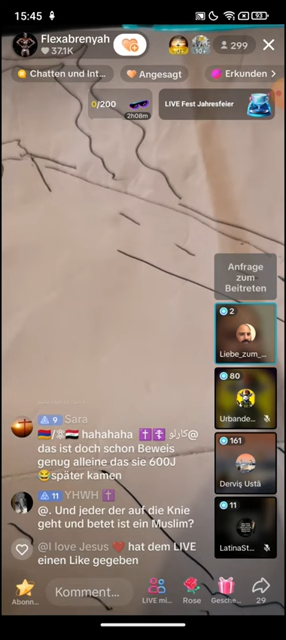 15:45
93
Flexabrenyah
37.1K
299
Chatten und Int...
Angesagt
Erkunden
0/200
2h08m
LIVE Fest Jahresfeier
Anfrage
zum
Beitreten
2
Liebe_zum_...
80
Urbande...
161
Derviş Ustā
11
LatinaSt...
9 Sara
hahahaha @كارلو
das ist doch schon Beweis
genug alleine das sie 600J
später kamen
11 YHWH
@. Und jeder der auf die Knie
geht und betet ist ein Muslim?
@I love Jesus hat dem LIVE
einen Like gegeben
Abonn...
Kommen...
LIVE mi...
Rose
Gesche...
29